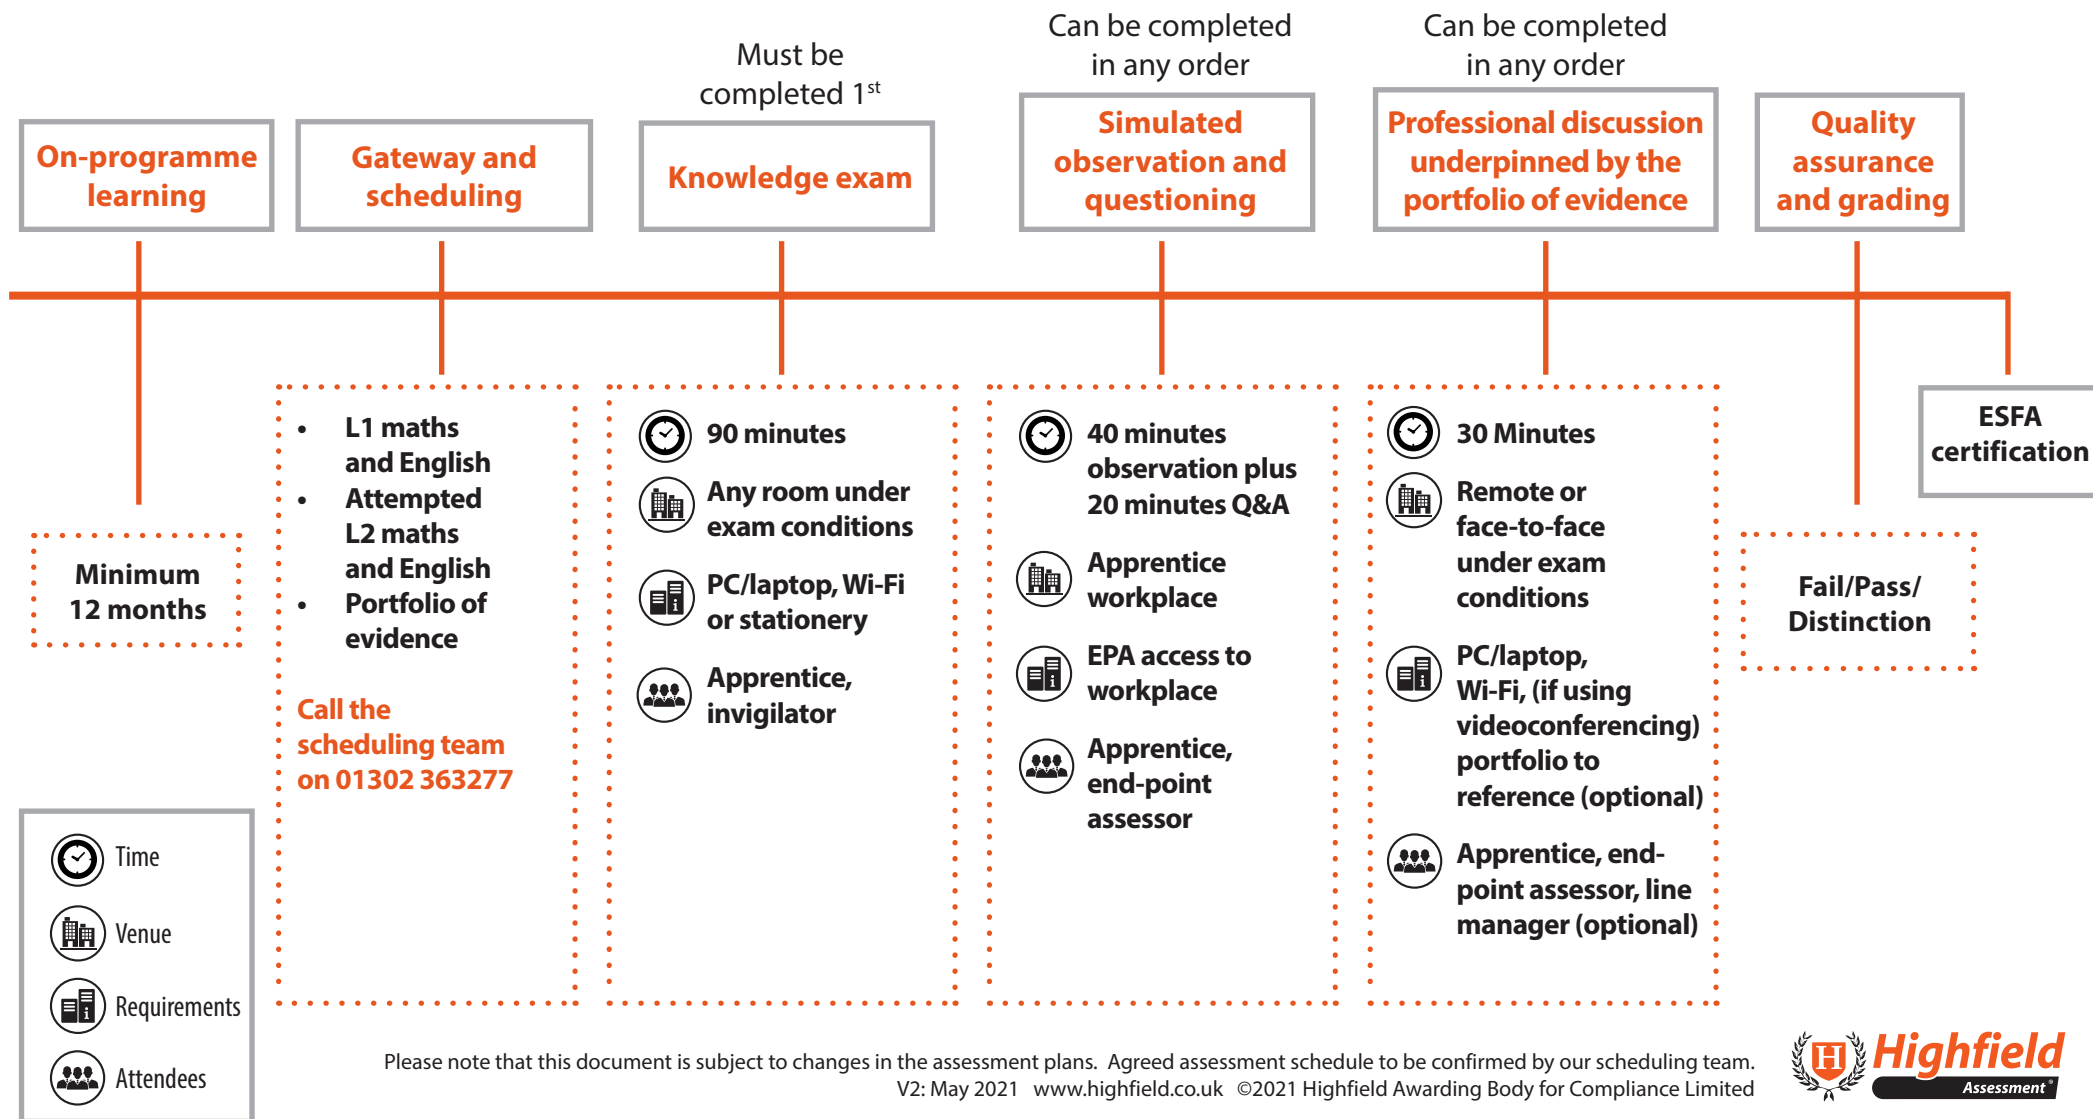 Must be
completed 1st
Can be completed
in any order
Can be completed
in any order
On-programme
learning
Gateway and
scheduling
Knowledge exam
Simulated
observation and
questioning
Professional discussion
underpinned by the
portfolio of evidence
Quality
assurance
and grading
Minimum
12 months
• L1 maths
and English
• Attempted
L2 maths
and English
• Portfolio of
evidence
Call the
scheduling team
on 01302 363277
90 minutes
Any room under
exam conditions
PC/laptop, Wi-Fi
or stationery
Apprentice,
invigilator
40 minutes
observation plus
20 minutes Q&A
Apprentice
workplace
EPA access to
workplace
Apprentice,
end-point
assessor
30 Minutes
Remote or
face-to-face
under exam
conditions
PC/laptop,
Wi-Fi, (if using
videoconferencing)
portfolio to
reference (optional)
Apprentice, end-
point assessor, line
manager (optional)
Fail/Pass/
Distinction
ESFA
certification
Time
Venue
Requirements
Attendees
Please note that this document is subject to changes in the assessment plans. Agreed assessment schedule to be confirmed by our scheduling team.
V2: May 2021 www.highfield.co.uk ©2021 Highfield Awarding Body for Compliance Limited
H
Highfield
Assessment®